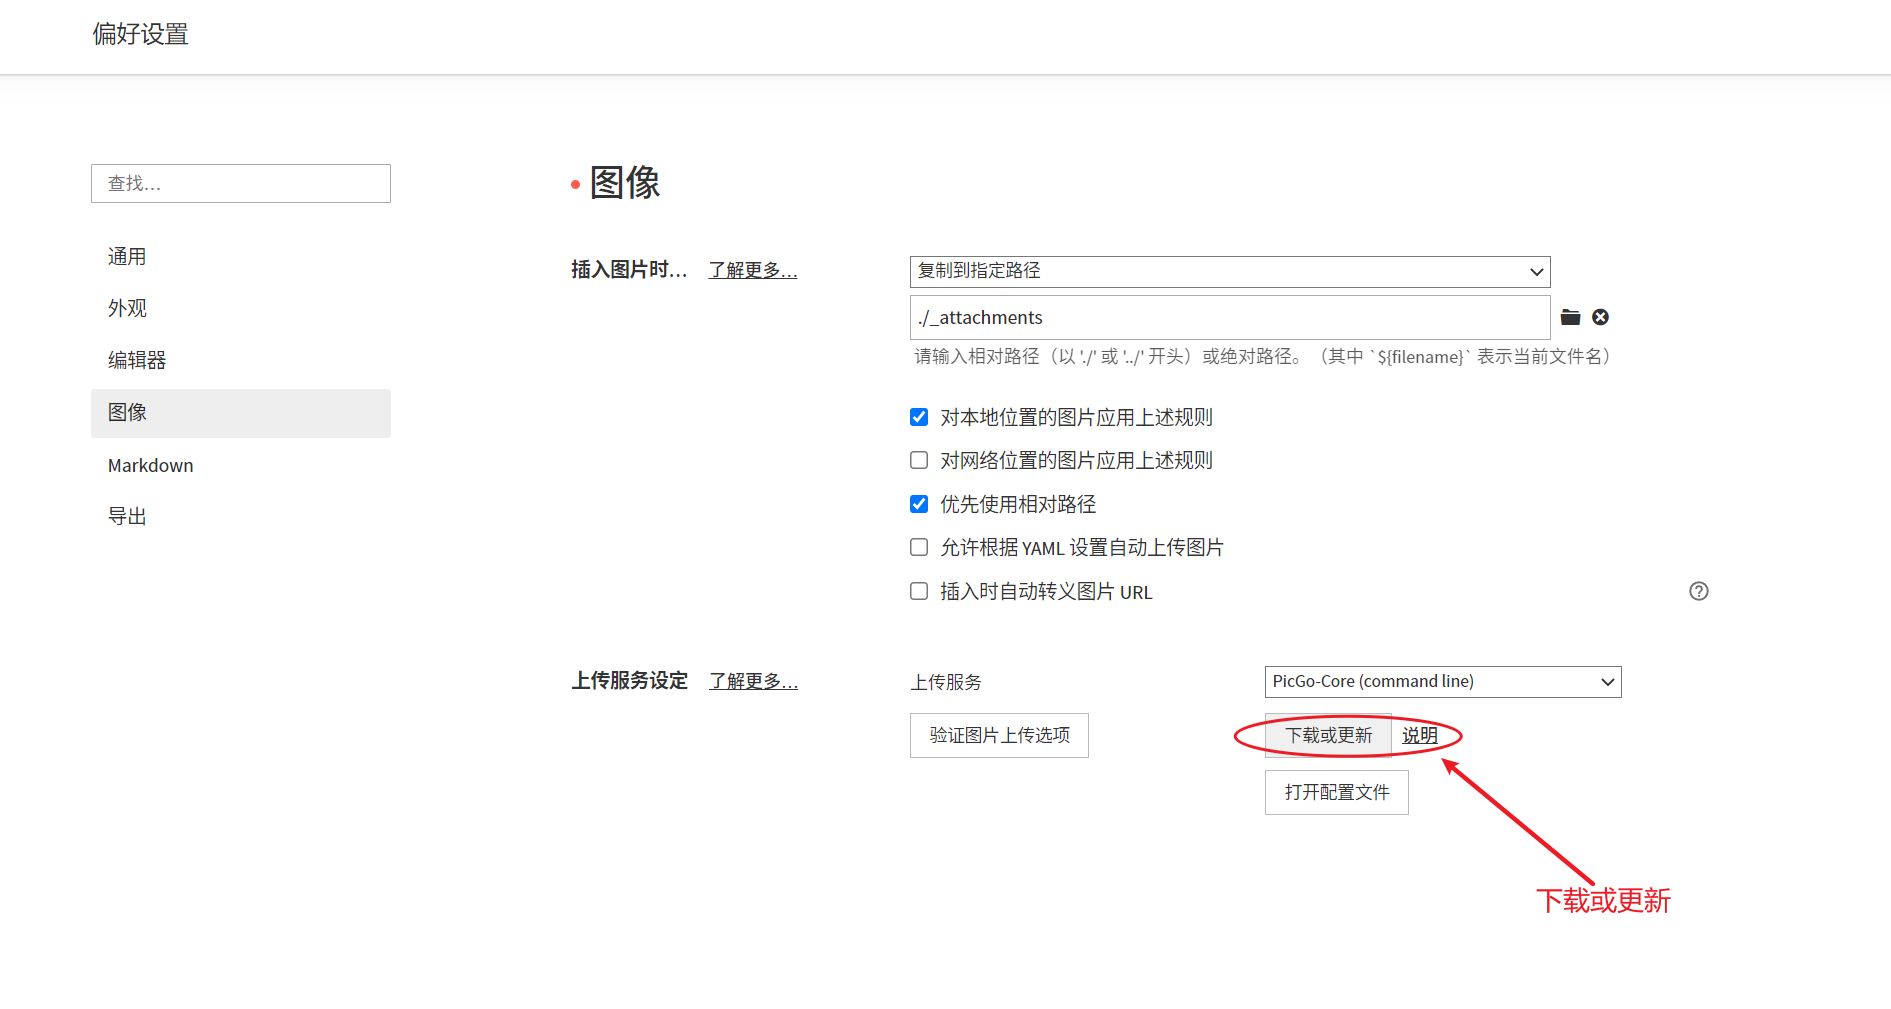 偏好设置
查找…
通用
外观
编辑器
图像
Markdown
导出
图像
插入图片时… 了解更多…
复制到指定路径
./_attachments
请输入相对路径（以 './' 或 '../' 开头）或绝对路径。（其中 `${filename}` 表示当前文件名）
对本地位置的图片应用上述规则
对网络位置的图片应用上述规则
优先使用相对路径
允许根据 YAML 设置自动上传图片
插入时自动转义图片 URL
上传服务设定 了解更多…
上传服务 PicGo-Core (command line)
验证图片上传选项 下载或更新 说明
打开配置文件
下载或更新